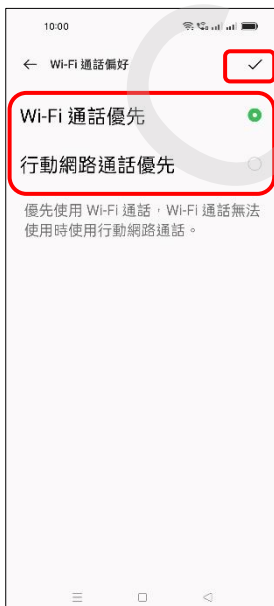 10:00
Wi-Fi 通話偏好
Wi-Fi 通話優先
行動網路通話優先
優先使用 Wi-Fi 通話，Wi-Fi 通話無法
使用時使用行動網路通話。